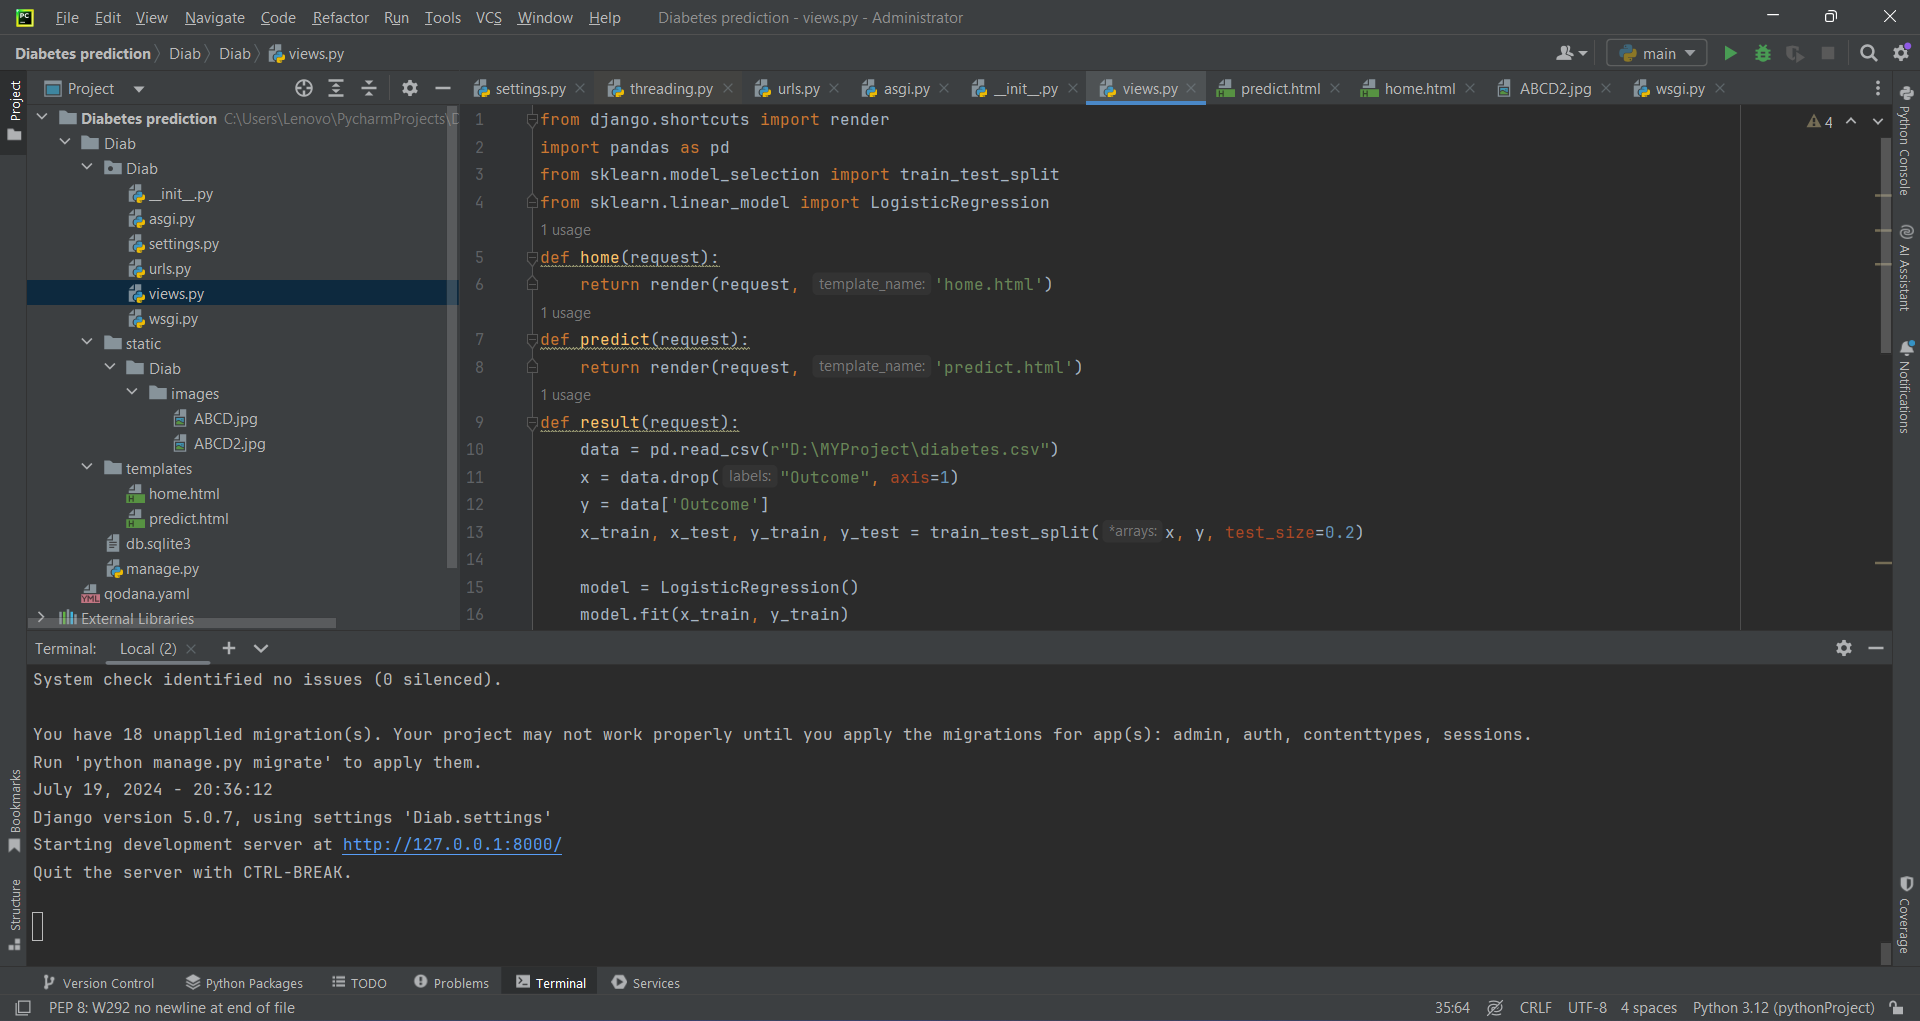 PC File Edit View Navigate Code Refactor Run Tools VCS Window Help Diabetes prediction - views.py - Administrator
Diabetes prediction Diab Diab views.py main
Project settings.py threading.py urls.py asgi.py __init__.py views.py predict.html home.html ABCD2.jpg wsgi.py
Project
Diabetes prediction C:\Users\Lenovo\PycharmProjects\D
Diab
Diab
__init__.py
asgi.py
settings.py
urls.py
views.py
wsgi.py
static
Diab
images
ABCD.jpg
ABCD2.jpg
templates
home.html
predict.html
db.sqlite3
manage.py
qodana.yaml
External Libraries
4
1 from django.shortcuts import render
2 import pandas as pd
3 from sklearn.model_selection import train_test_split
4 from sklearn.linear_model import LogisticRegression
1 usage
5 def home(request):
6 return render(request, template_name: 'home.html')
1 usage
7 def predict(request):
8 return render(request, template_name: 'predict.html')
1 usage
9 def result(request):
10 data = pd.read_csv(r"D:\MYProject\diabetes.csv")
11 x = data.drop( labels: "Outcome", axis=1)
12 y = data['Outcome']
13 x_train, x_test, y_train, y_test = train_test_split( *arrays: x, y, test_size=0.2)
14
15 model = LogisticRegression()
16 model.fit(x_train, y_train)
Python Console
AI Assistant
Notifications
Terminal: Local (2)
System check identified no issues (0 silenced).
You have 18 unapplied migration(s). Your project may not work properly until you apply the migrations for app(s): admin, auth, contenttypes, sessions.
Run 'python manage.py migrate' to apply them.
July 19, 2024 - 20:36:12
Django version 5.0.7, using settings 'Diab.settings'
Starting development server at http://127.0.0.1:8000/
Quit the server with CTRL-BREAK.
Bookmarks
Structure
Coverage
Version Control Python Packages TODO Problems Terminal Services
PEP 8: W292 no newline at end of file 35:64 CRLF UTF-8 4 spaces Python 3.12 (pythonProject)